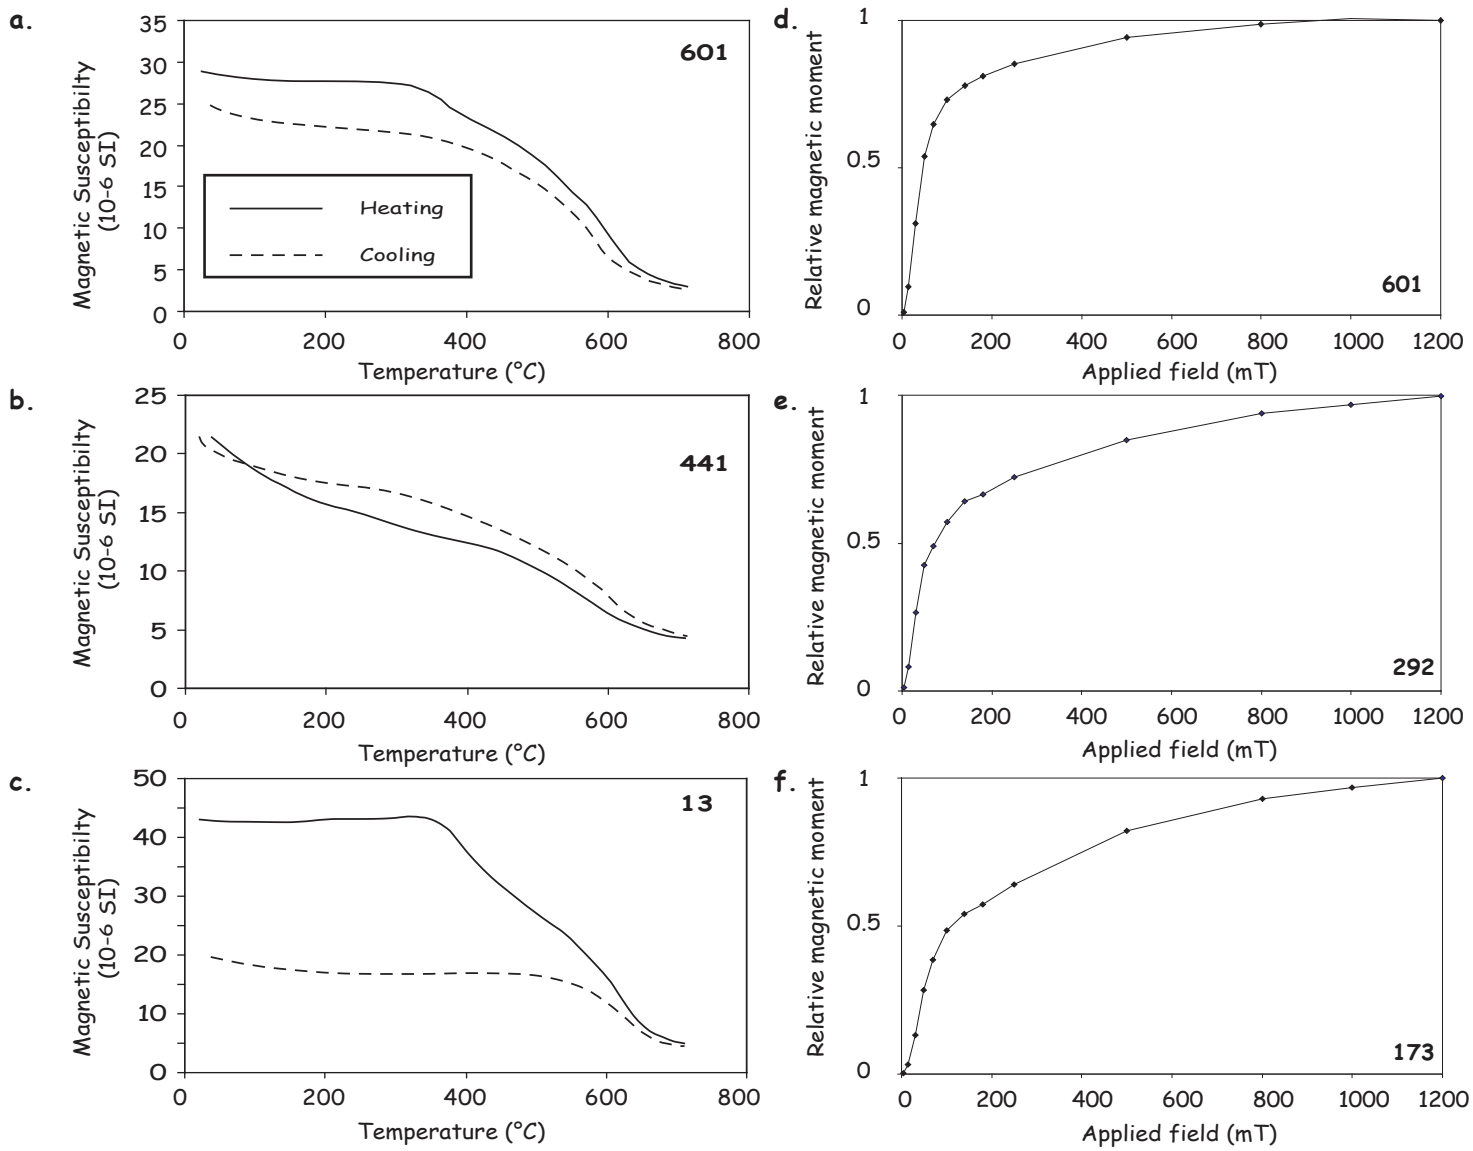 a.
35
30
25
20
15
10
5
0
Magnetic Susceptibilty
(10-6 SI)
601
Heating
Cooling
0 200 400 600 800
Temperature (°C)
b.
25
20
15
10
5
0
Magnetic Susceptibilty
(10-6 SI)
441
0 200 400 600 800
Temperature (°C)
c.
50
40
30
20
10
0
Magnetic Susceptibilty
(10-6 SI)
13
0 200 400 600 800
Temperature (°C)
d.
1
0.5
0
Relative magnetic moment
601
0 200 400 600 800 1000 1200
Applied field (mT)
e.
1
0.5
0
Relative magnetic moment
292
0 200 400 600 800 1000 1200
Applied field (mT)
f.
1
0.5
0
Relative magnetic moment
173
0 200 400 600 800 1000 1200
Applied field (mT)